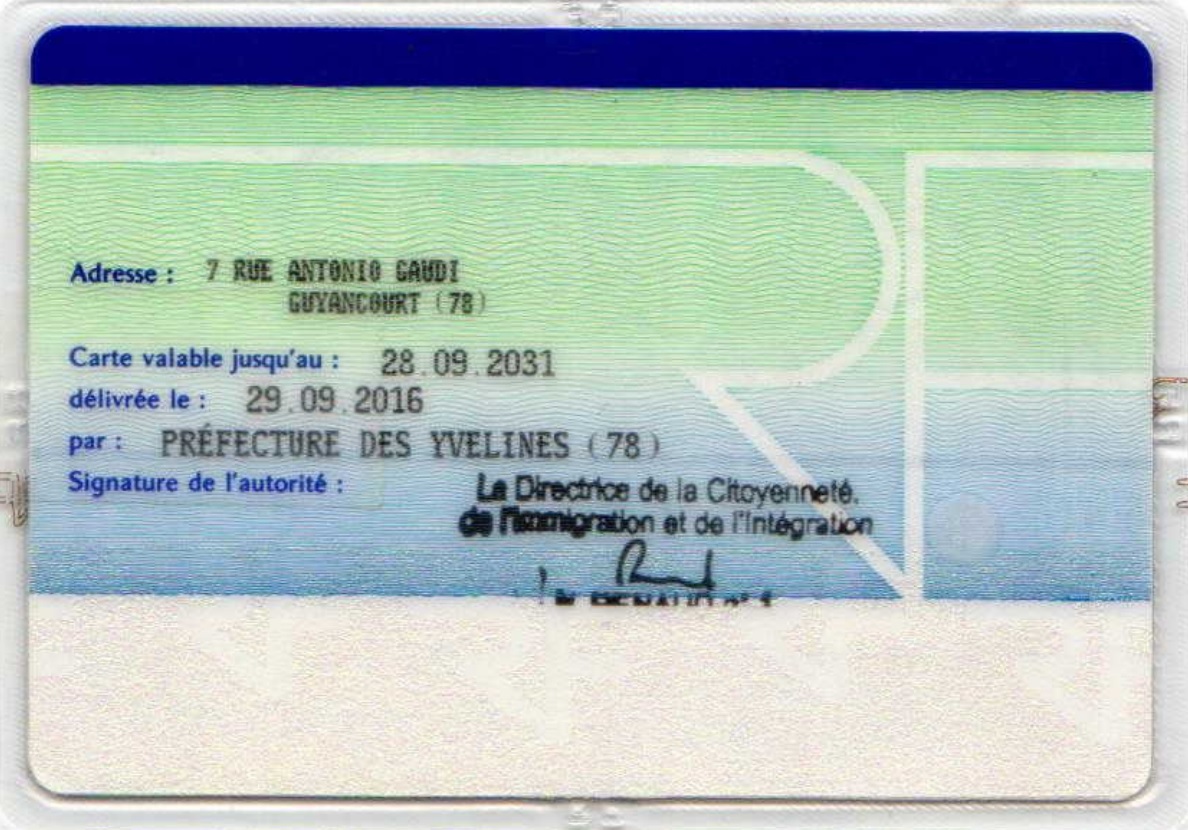 Adresse : 7 RUE ANTONIO GAUDI
GUYANCOURT (78)
Carte valable jusqu'au : 28.09.2031
délivrée le : 29.09.2016
par : PRÉFECTURE DES YVELINES (78)
Signature de l'autorité :
La Directrice de la Citoyenneté,
de l'Immigration et de l'Intégration
RF